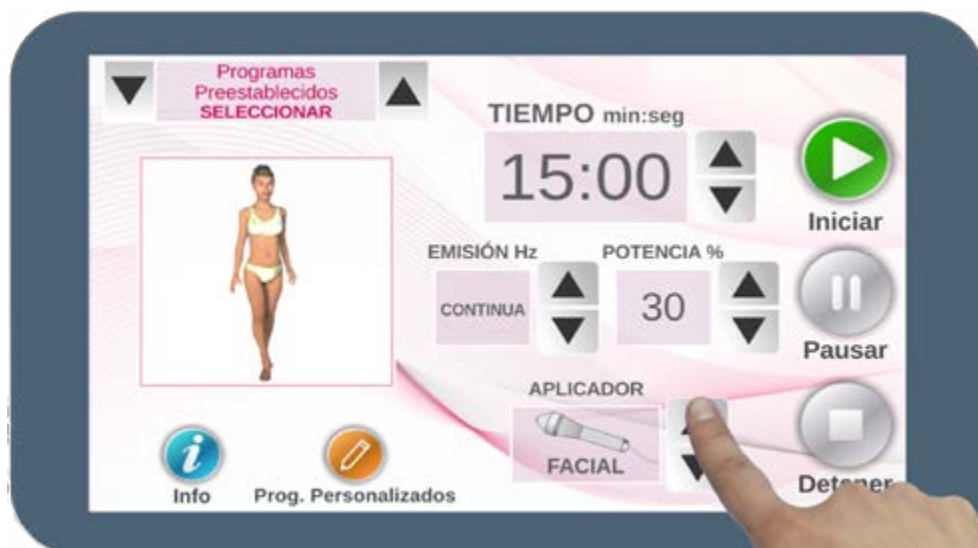 Programas
Preestablecidos
SELECCIONAR
TIEMPO min:seg
15:00
Iniciar
EMISIÓN Hz
POTENCIA %
CONTINUA
30
Pausar
APLICADOR
FACIAL
Detener
Info
Prog. Personalizados